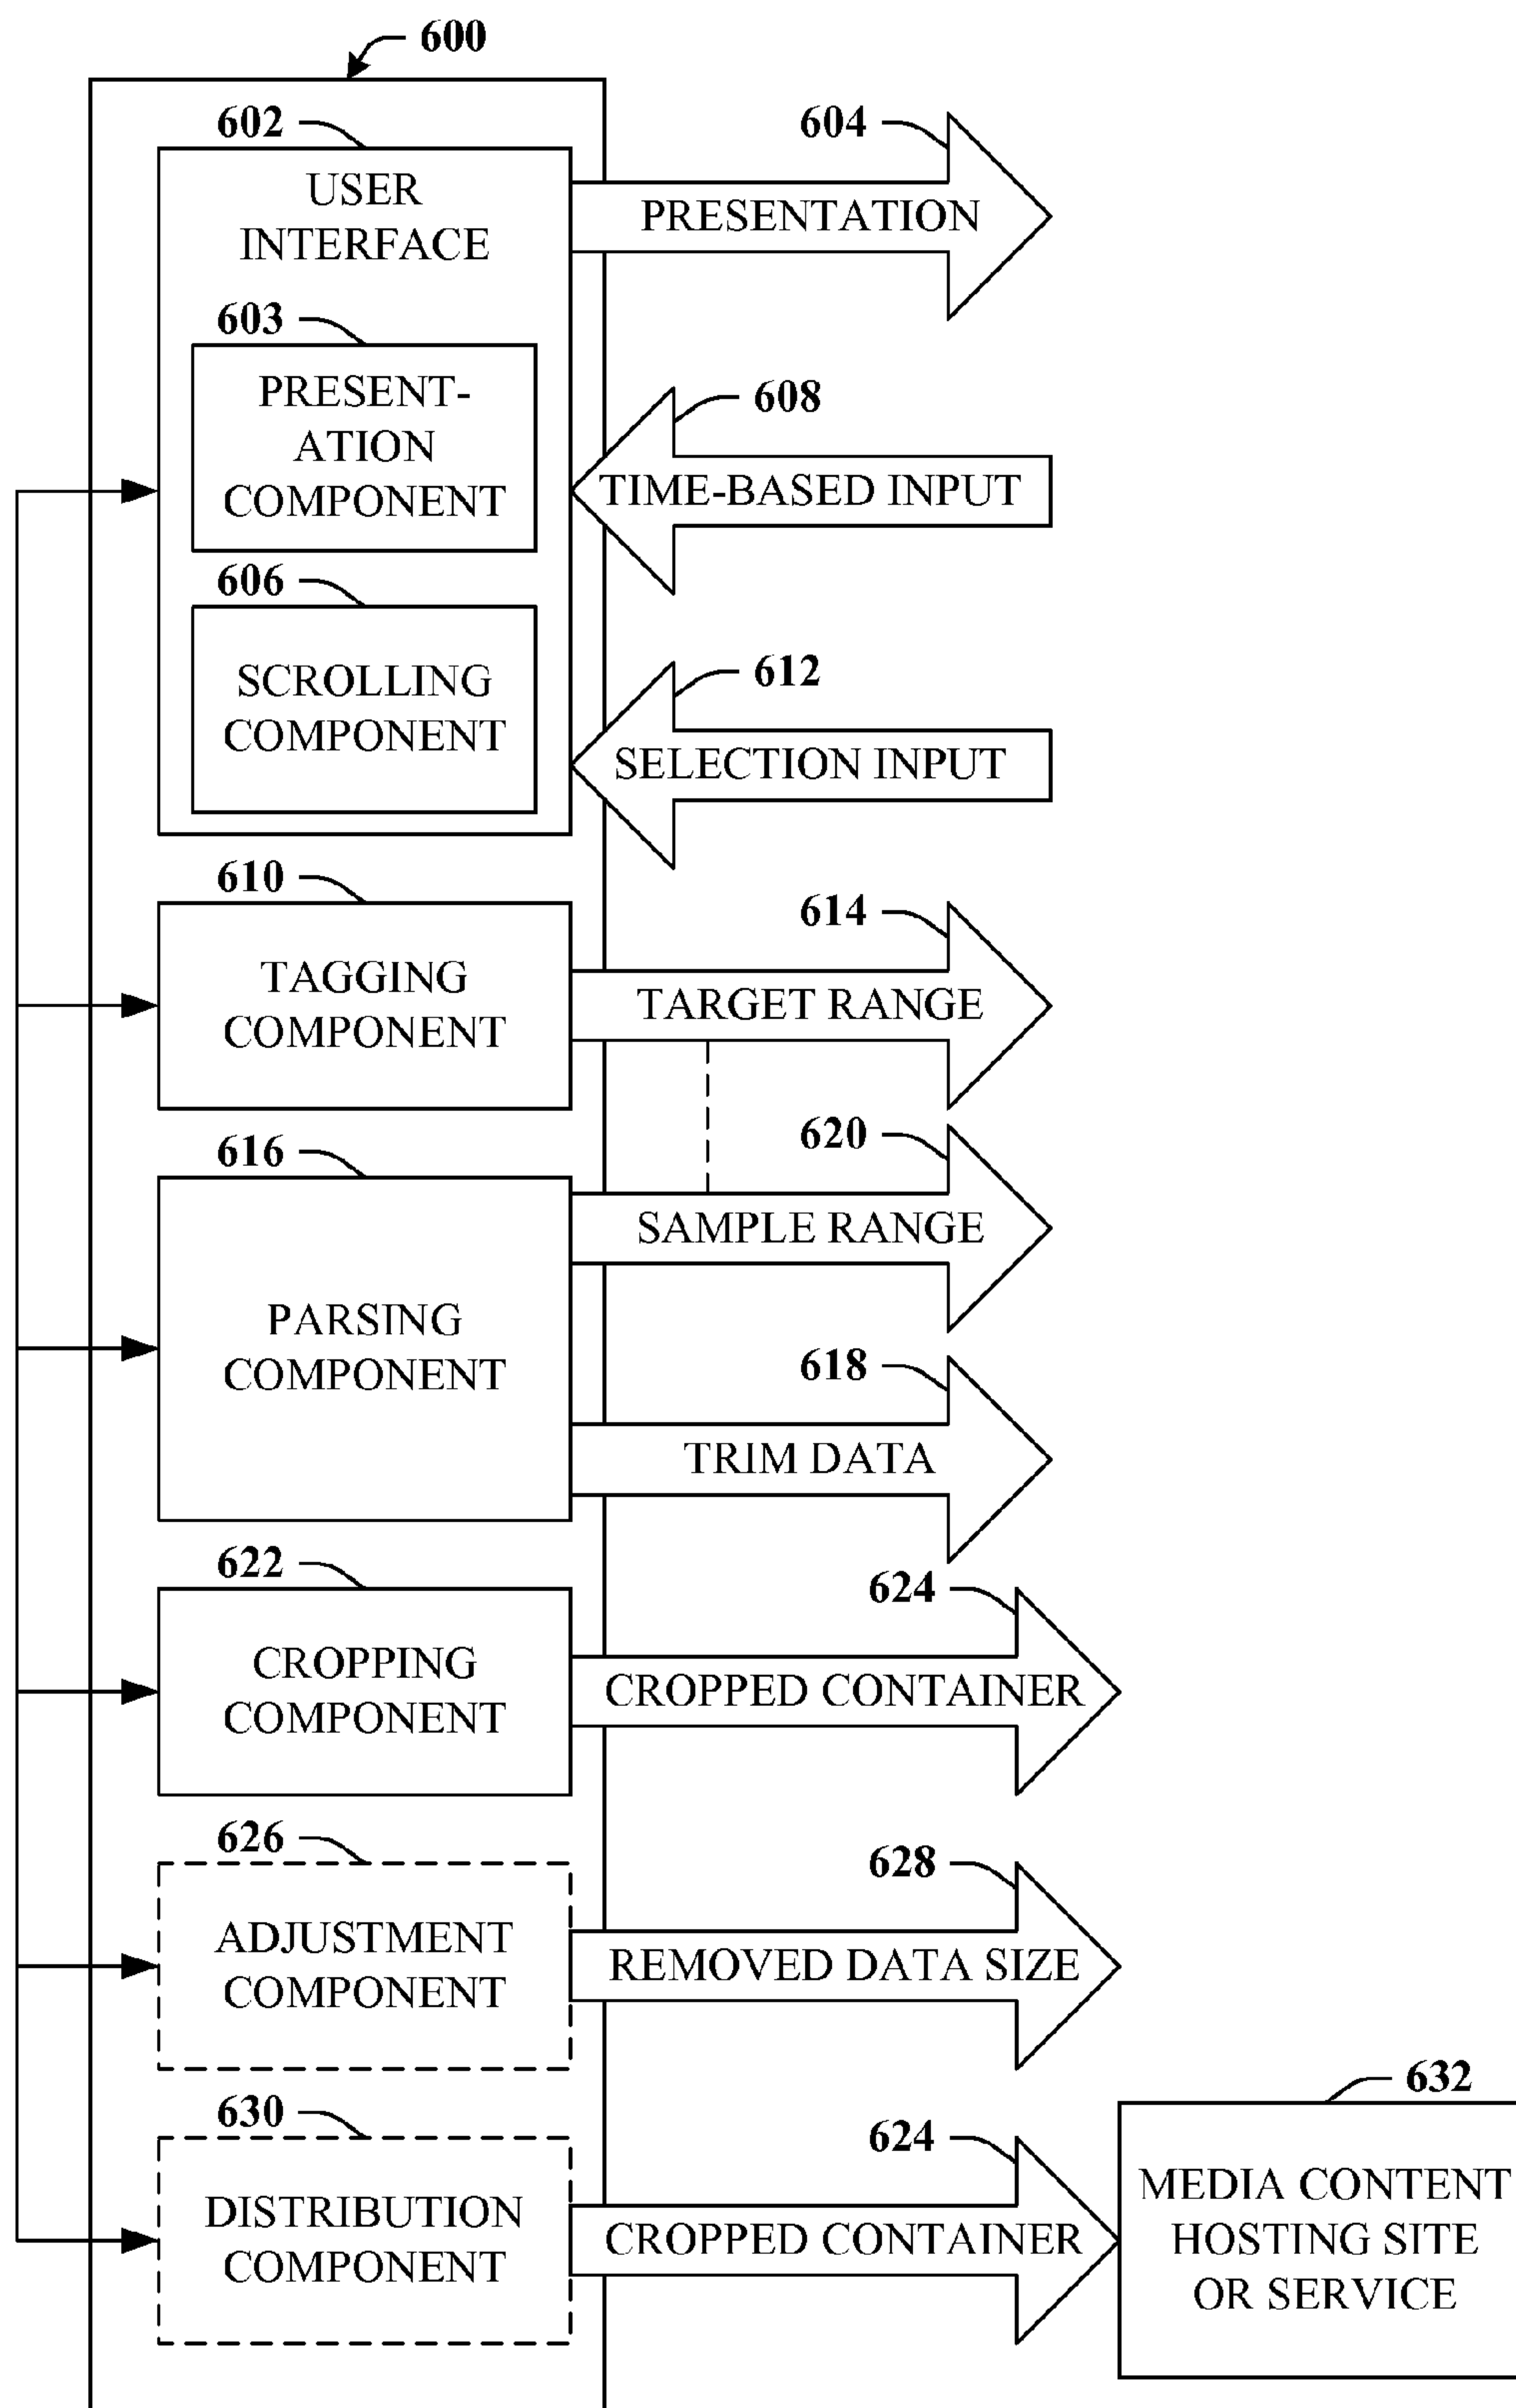 600
602
604
USER
INTERFACE
PRESENTATION
603
PRESENT-
ATION
COMPONENT
608
TIME-BASED INPUT
606
SCROLLING
COMPONENT
612
SELECTION INPUT
610
TAGGING
COMPONENT
614
TARGET RANGE
616
PARSING
COMPONENT
620
SAMPLE RANGE
618
TRIM DATA
622
CROPPING
COMPONENT
624
CROPPED CONTAINER
626
ADJUSTMENT
COMPONENT
628
REMOVED DATA SIZE
630
DISTRIBUTION
COMPONENT
624
CROPPED CONTAINER
632
MEDIA CONTENT
HOSTING SITE
OR SERVICE